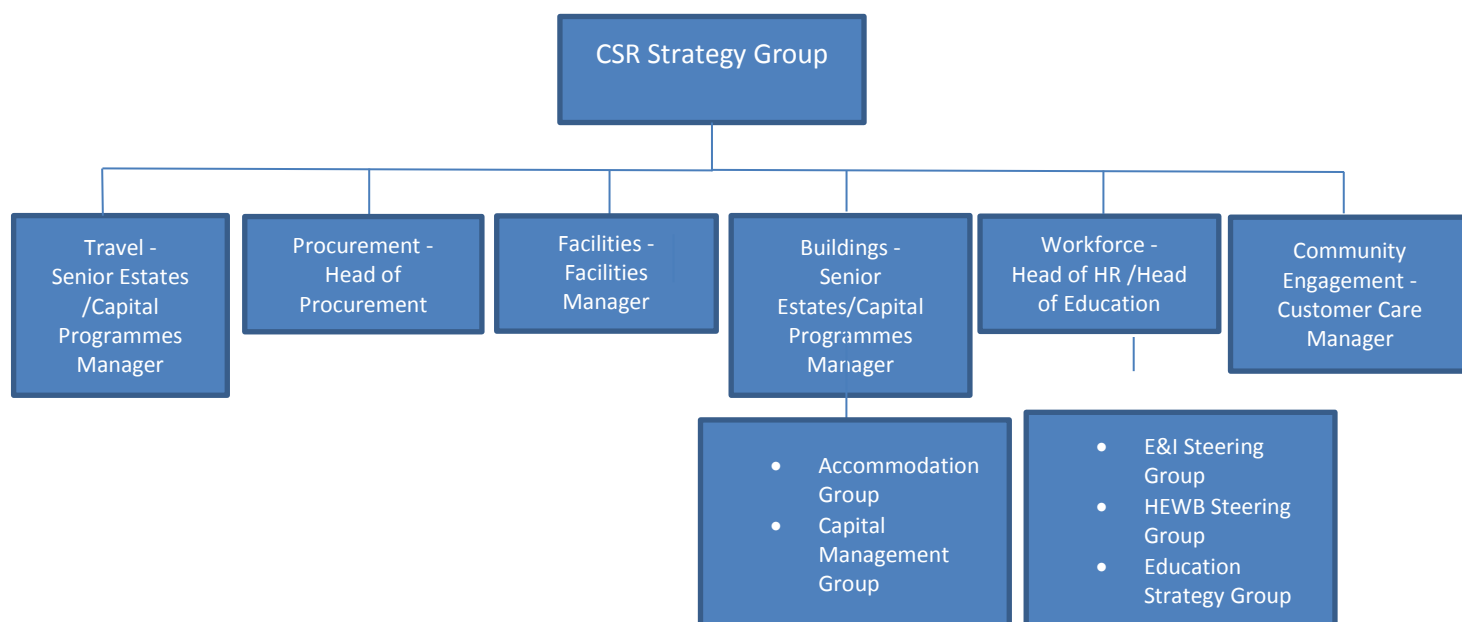 CSR Strategy Group
Travel -
Senior Estates
/Capital
Programmes
Manager
Procurement -
Head of
Procurement
Facilities -
Facilities
Manager
Buildings -
Senior
Estates/Capital
Programmes
Manager
Workforce -
Head of HR /Head
of Education
Community
Engagement -
Customer Care
Manager
• Accommodation
Group
• Capital
Management
Group
• E&I Steering
Group
• HEWB Steering
Group
• Education
Strategy Group